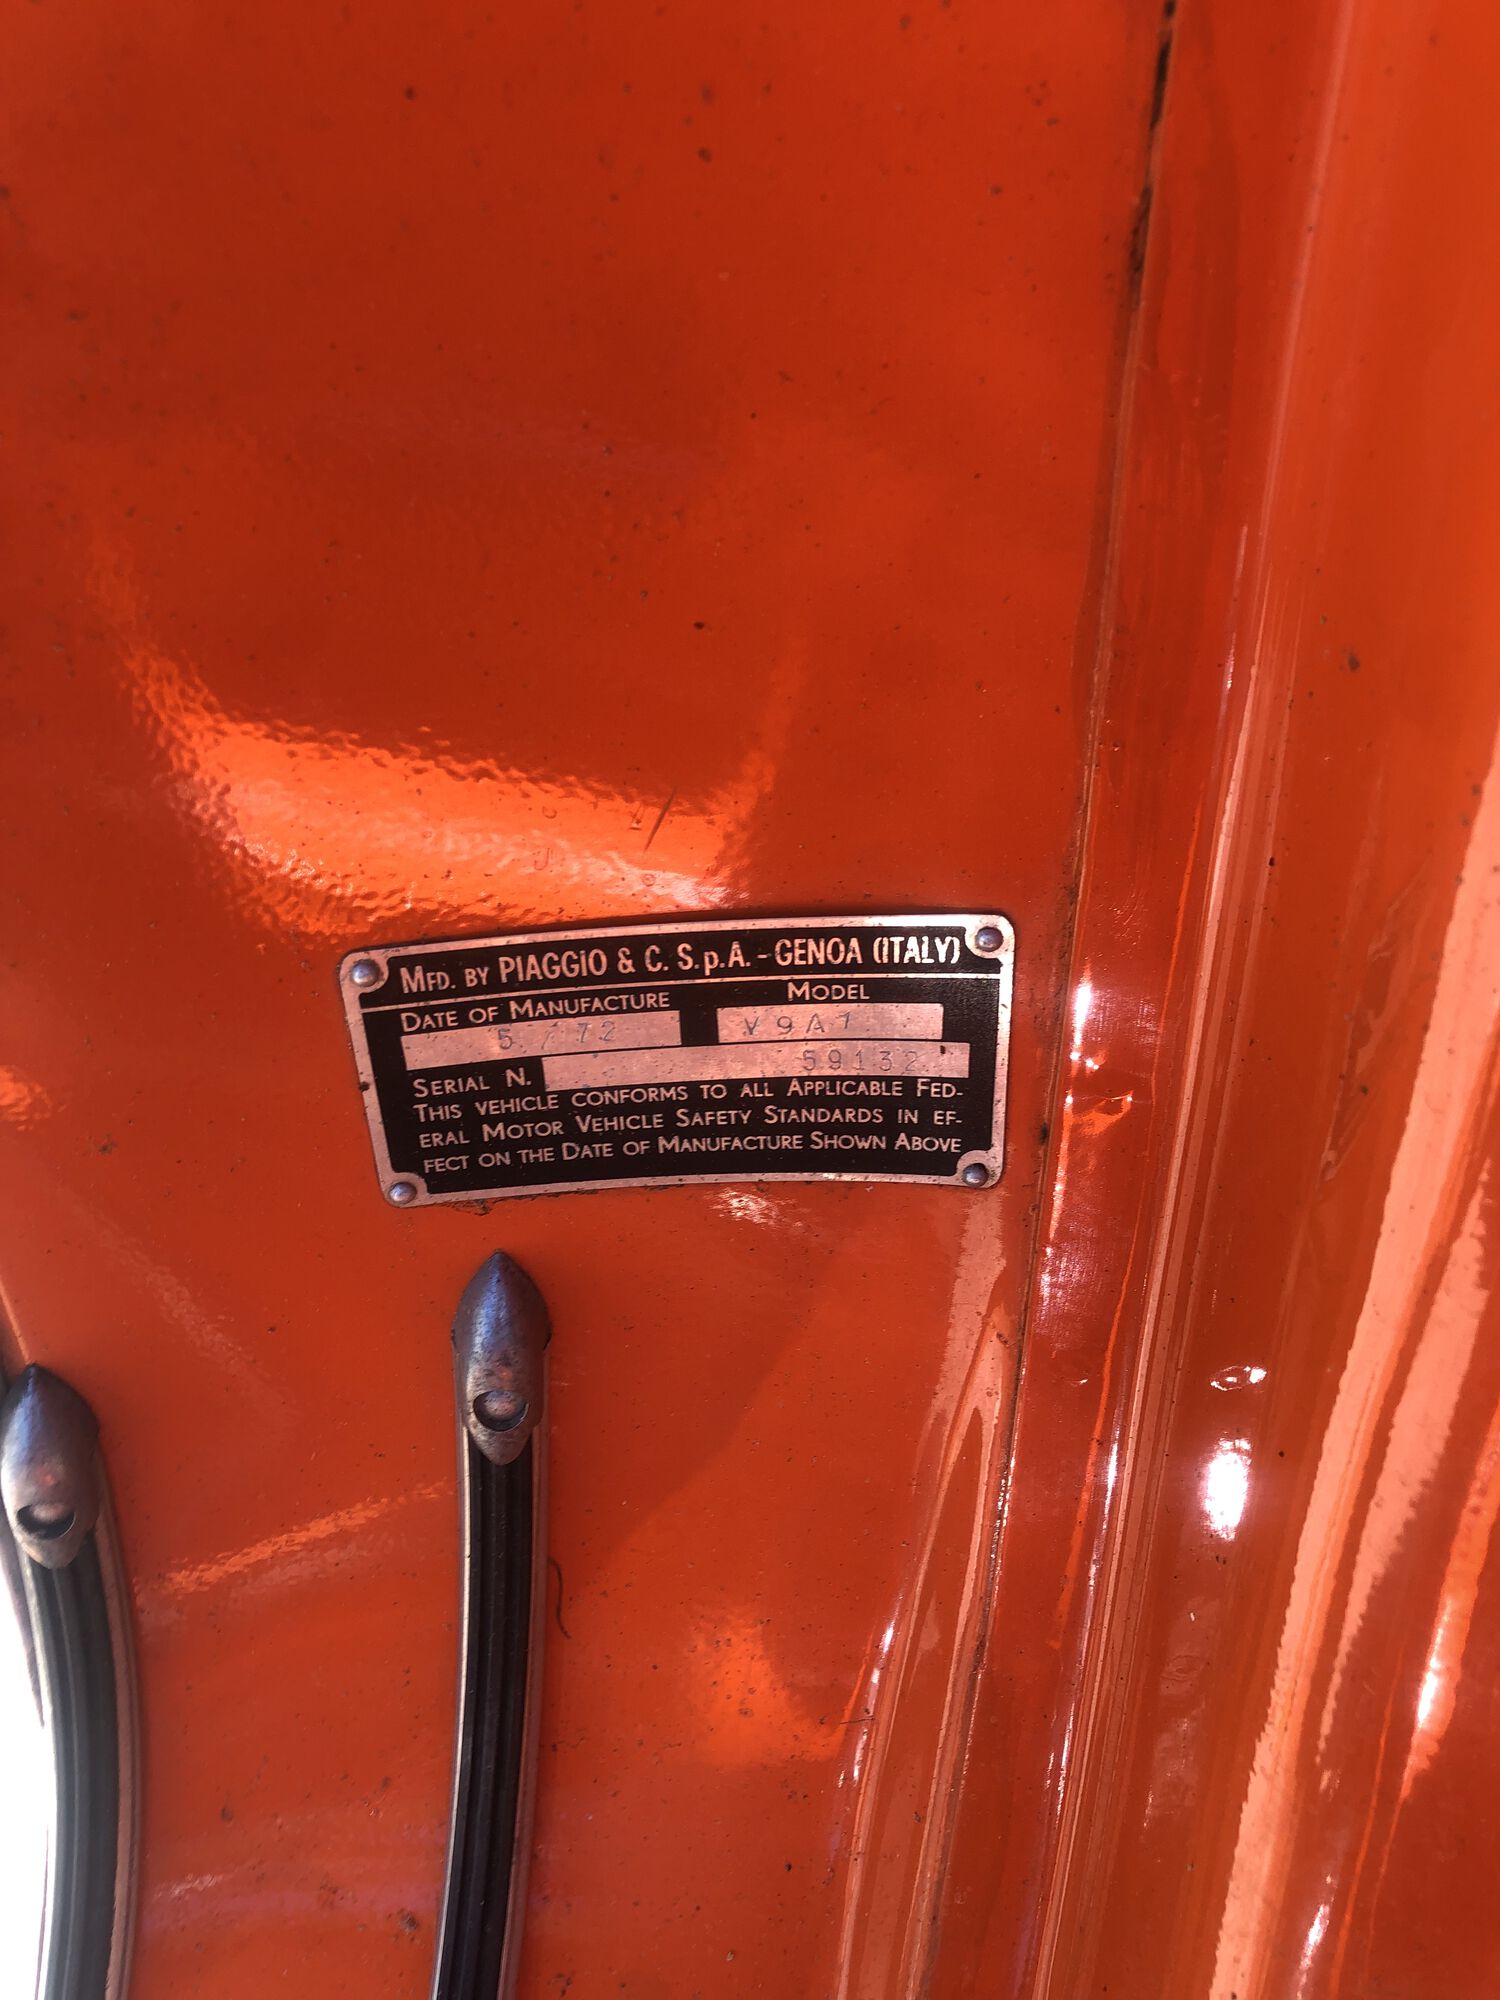 MFD. BY PIAGGIO & C. S.p.A. - GENOA (ITALY)
DATE OF MANUFACTURE MODEL
5 / 72 V9A1
SERIAL N. 59132
THIS VEHICLE CONFORMS TO ALL APPLICABLE FED-
ERAL MOTOR VEHICLE SAFETY STANDARDS IN EF-
FECT ON THE DATE OF MANUFACTURE SHOWN ABOVE